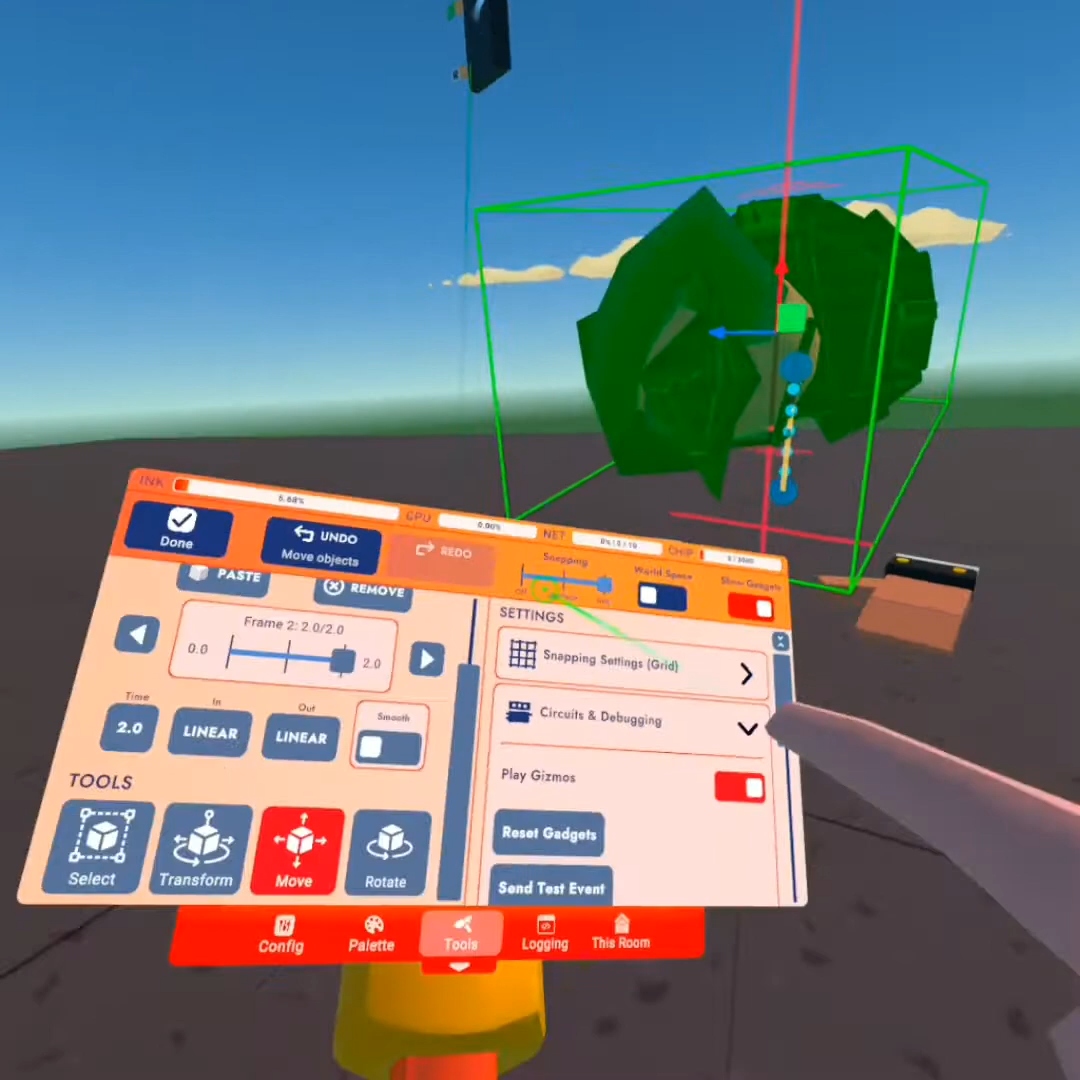 INK
5.68%
CPU
0.00%
NET
CHIP
Done
UNDO
Move objects
REDO
Snapping
World Space
Show Gadgets
PASTE
REMOVE
Frame 2: 2.0/2.0
0.0
2.0
Time
In
Out
2.0
LINEAR
LINEAR
Smooth
TOOLS
Select
Transform
Move
Rotate
SETTINGS
Snapping Settings (Grid)
Circuits & Debugging
Play Gizmos
Reset Gadgets
Send Test Event
Config
Palette
Tools
Logging
This Room